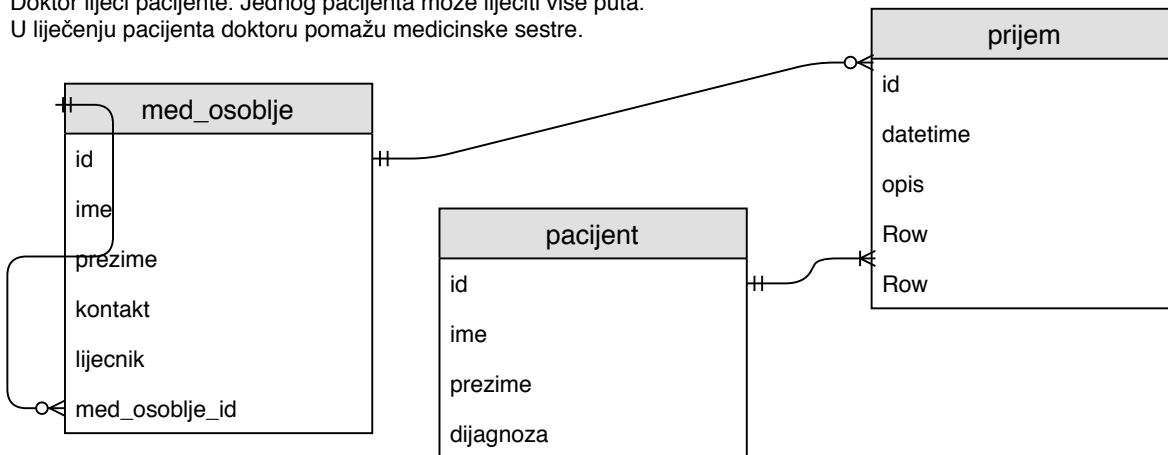 Doktor liječi pacijente. Jednog pacijenta može liječiti više puta.
U liječenju pacijenta doktoru pomažu medicinske sestre.
med_osoblje
id
ime
prezime
kontakt
lijecnik
med_osoblje_id
pacijent
id
ime
prezime
dijagnoza
prijem
id
datetime
opis
Row
Row